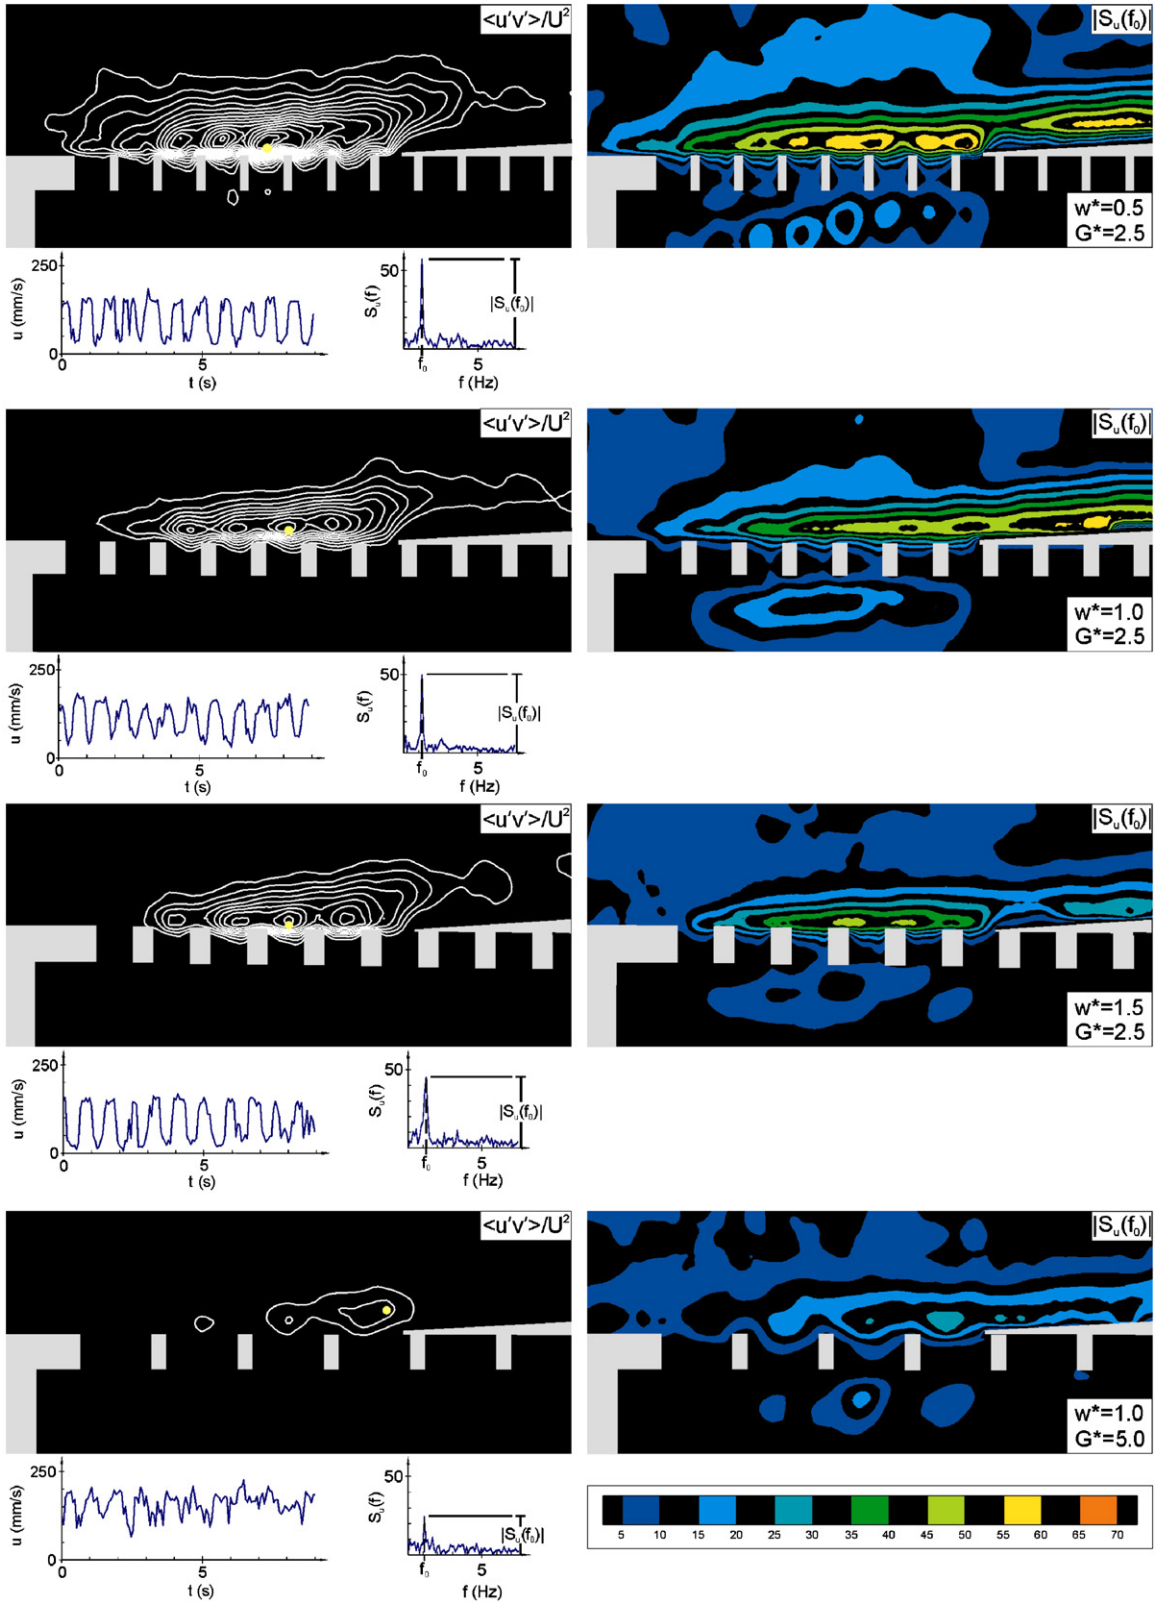 <u'v'>/U²
|Sᵤ(f₀)|
w*=0.5
G*=2.5
250
u (mm/s)
0
0 5
t (s)
50
Sᵤ(f)
|Sᵤ(f₀)|
f₀ 5
f (Hz)
<u'v'>/U²
|Sᵤ(f₀)|
w*=1.0
G*=2.5
250
u (mm/s)
0
0 5
t (s)
50
Sᵤ(f)
|Sᵤ(f₀)|
f₀ 5
f (Hz)
<u'v'>/U²
|Sᵤ(f₀)|
w*=1.5
G*=2.5
250
u (mm/s)
0
0 5
t (s)
50
Sᵤ(f)
|Sᵤ(f₀)|
f₀ 5
f (Hz)
<u'v'>/U²
|Sᵤ(f₀)|
w*=1.0
G*=5.0
250
u (mm/s)
0
0 5
t (s)
50
Sᵤ(f)
|Sᵤ(f₀)|
f₀ 5
f (Hz)
5 10 15 20 25 30 35 40 45 50 55 60 65 70